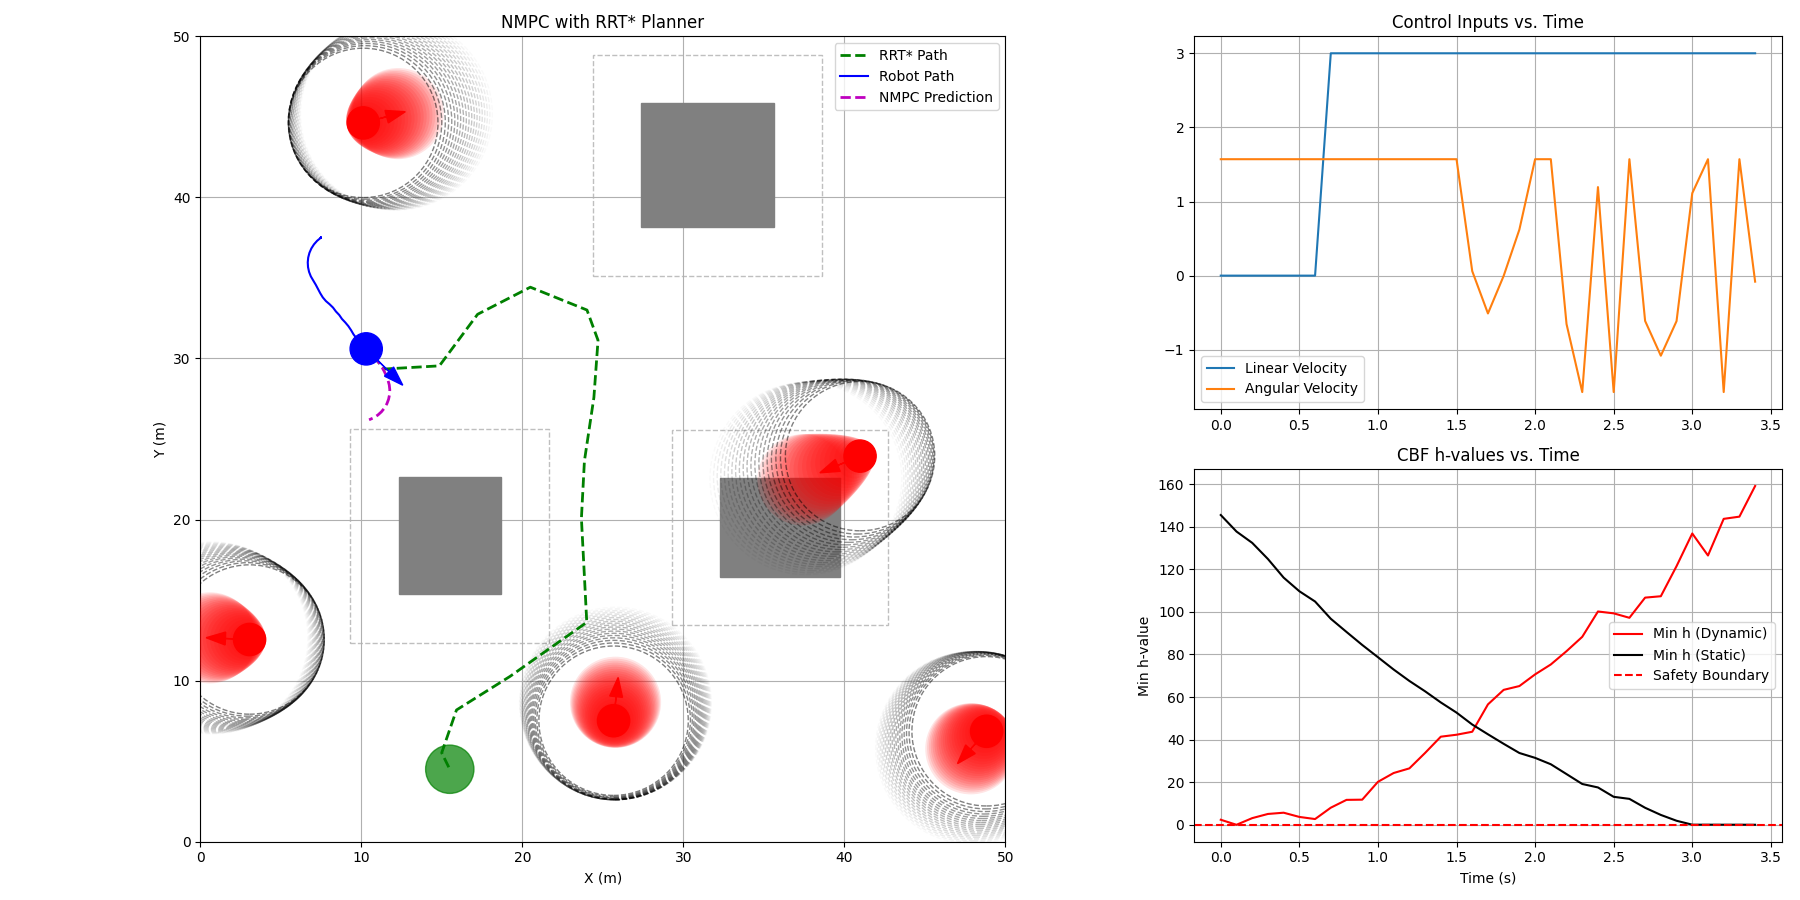 NMPC with RRT* Planner
50
40
30
20
10
0
Y (m)
0
10
20
30
40
50
X (m)
RRT* Path
Robot Path
NMPC Prediction
Control Inputs vs. Time
3
2
1
0
−1
0.0
0.5
1.0
1.5
2.0
2.5
3.0
3.5
Linear Velocity
Angular Velocity
CBF h-values vs. Time
160
140
120
100
80
60
40
20
0
Min h-value
0.0
0.5
1.0
1.5
2.0
2.5
3.0
3.5
Time (s)
Min h (Dynamic)
Min h (Static)
Safety Boundary